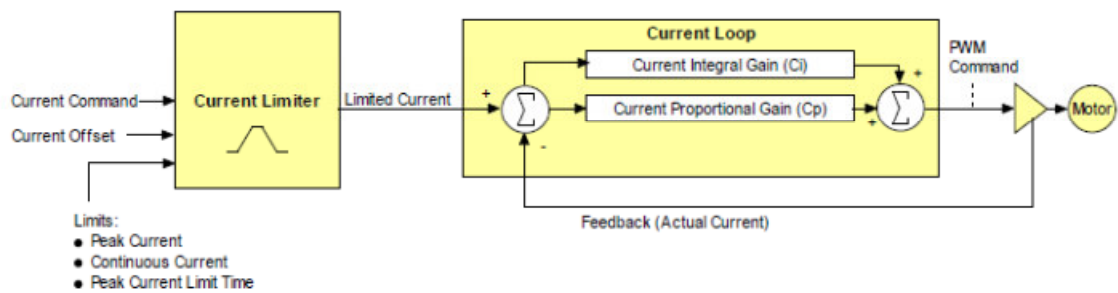 Current Loop
PWM
Command
Current Integral Gain (Ci)
+
Current Limiter
Current Command
Limited Current
+
Σ
Current Proportional Gain (Cp)
+
Σ
Motor
Current Offset
-
Feedback (Actual Current)
Limits:
● Peak Current
● Continuous Current
● Peak Current Limit Time